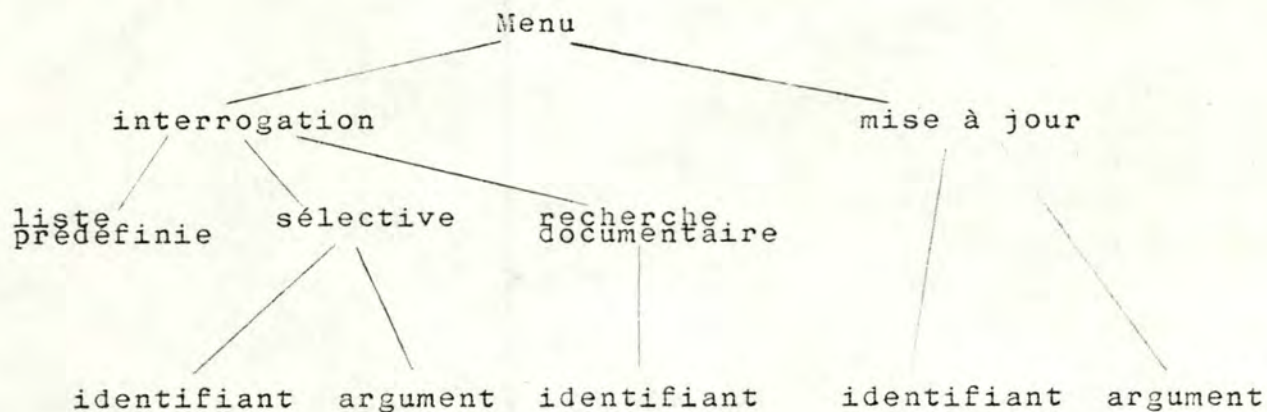 Menu
interrogation mise à jour
liste sélective recherche
prédéfinie documentaire
identifiant argument identifiant identifiant argument